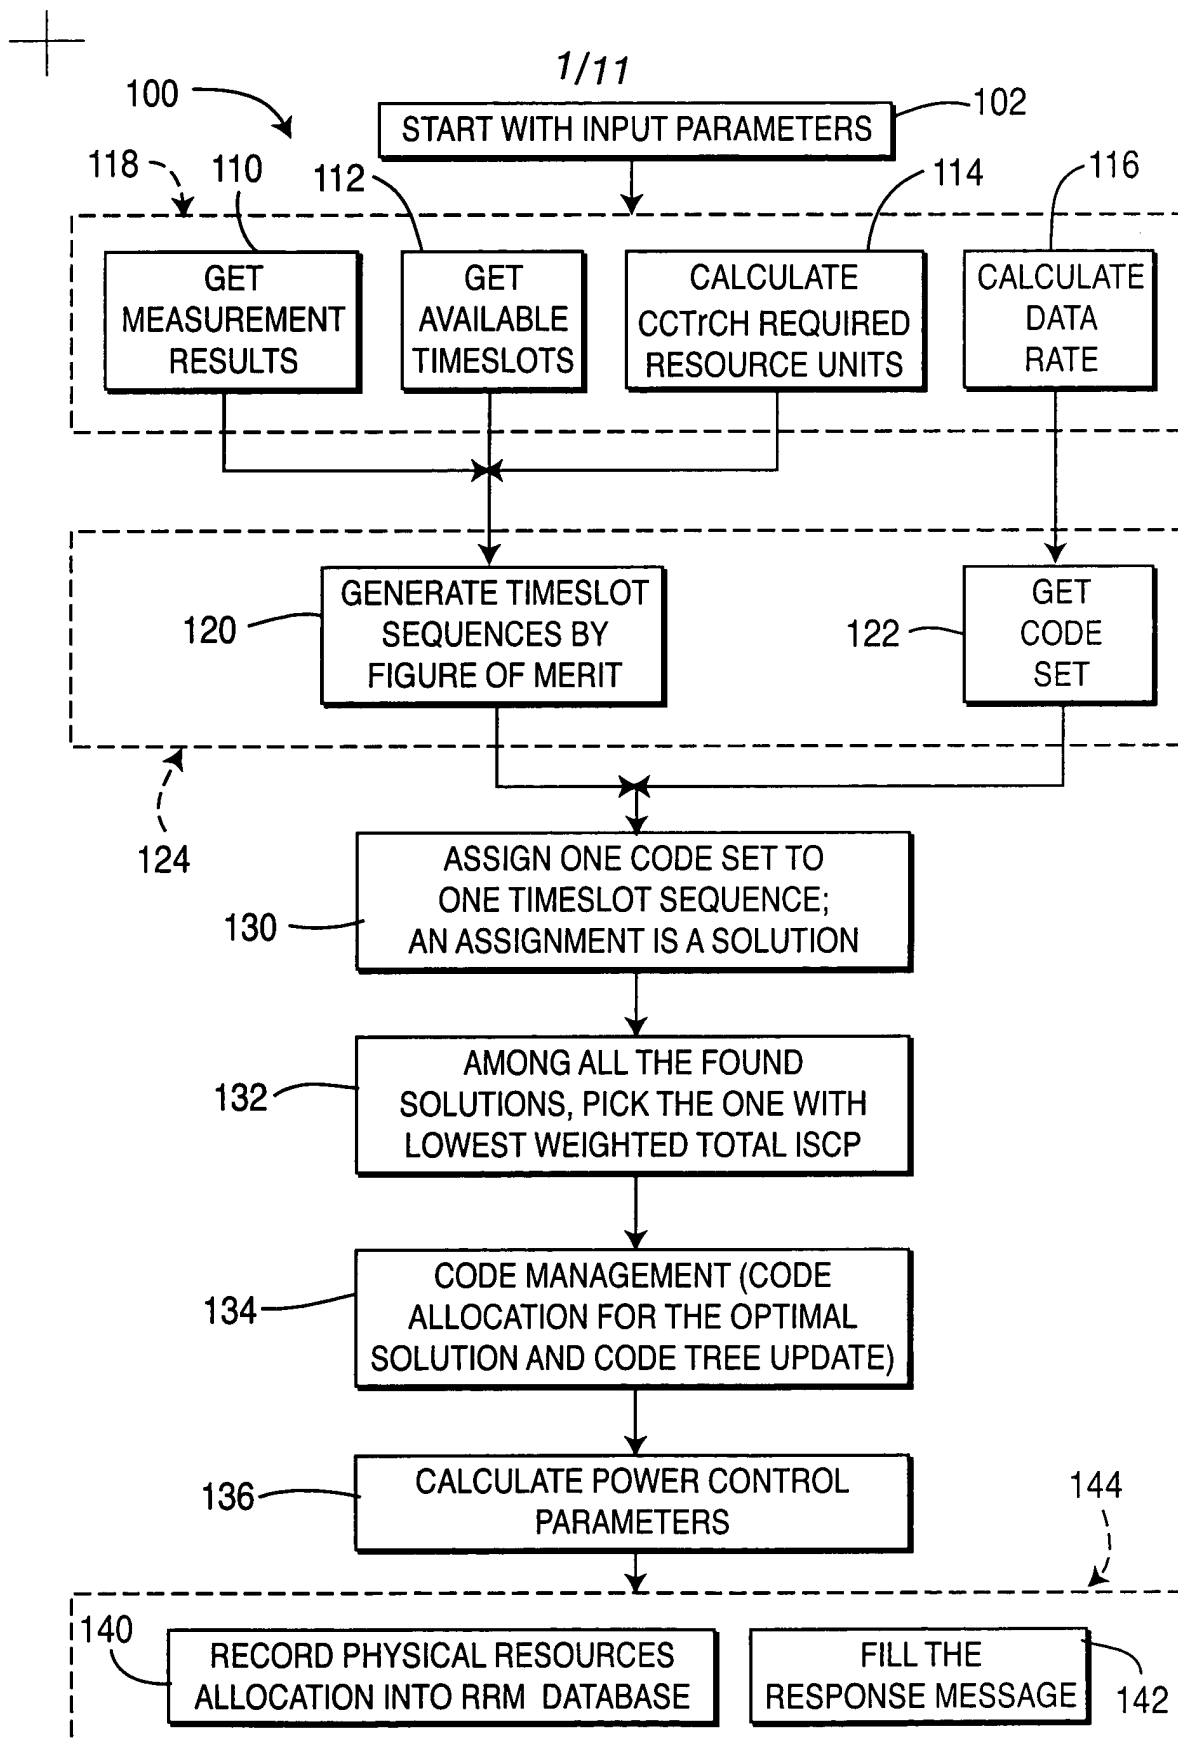 1/11
100
START WITH INPUT PARAMETERS
102
118
110
112
114
116
GET
MEASUREMENT
RESULTS
GET
AVAILABLE
TIMESLOTS
CALCULATE
CCTrCH REQUIRED
RESOURCE UNITS
CALCULATE
DATA
RATE
120
GENERATE TIMESLOT
SEQUENCES BY
FIGURE OF MERIT
122
GET
CODE
SET
124
130
ASSIGN ONE CODE SET TO
ONE TIMESLOT SEQUENCE;
AN ASSIGNMENT IS A SOLUTION
132
AMONG ALL THE FOUND
SOLUTIONS, PICK THE ONE WITH
LOWEST WEIGHTED TOTAL ISCP
134
CODE MANAGEMENT (CODE
ALLOCATION FOR THE OPTIMAL
SOLUTION AND CODE TREE UPDATE)
136
CALCULATE POWER CONTROL
PARAMETERS
144
140
RECORD PHYSICAL RESOURCES
ALLOCATION INTO RRM DATABASE
FILL THE
RESPONSE MESSAGE
142